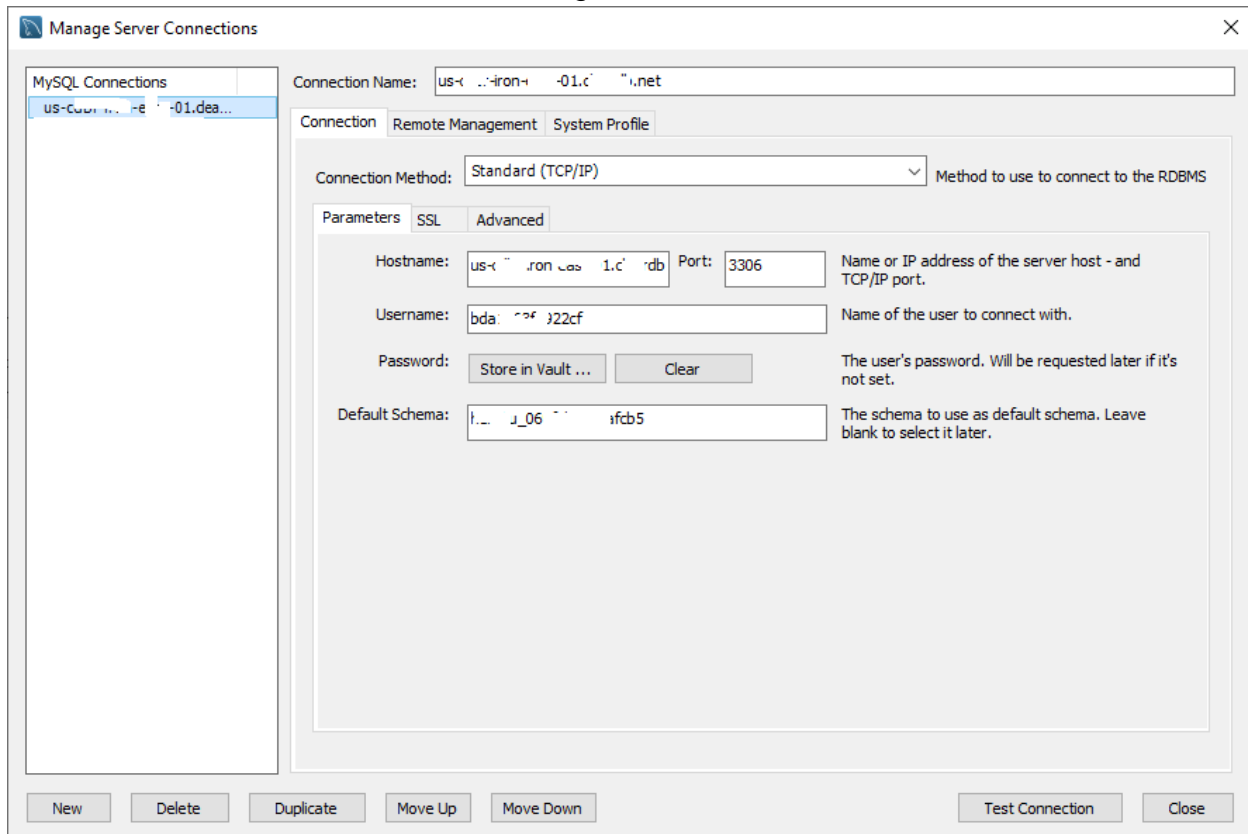 Manage Server Connections
MySQL Connections
-01.dea...
Connection Name: -01. .net
Connection Remote Management System Profile
Connection Method: Standard (TCP/IP) Method to use to connect to the RDBMS
Parameters SSL Advanced
Hostname: Port: 3306 Name or IP address of the server host - and
TCP/IP port.
Username: Name of the user to connect with.
Password: Store in Vault ... Clear The user's password. Will be requested later if it's
not set.
Default Schema: The schema to use as default schema. Leave
blank to select it later.
New Delete Duplicate Move Up Move Down Test Connection Close